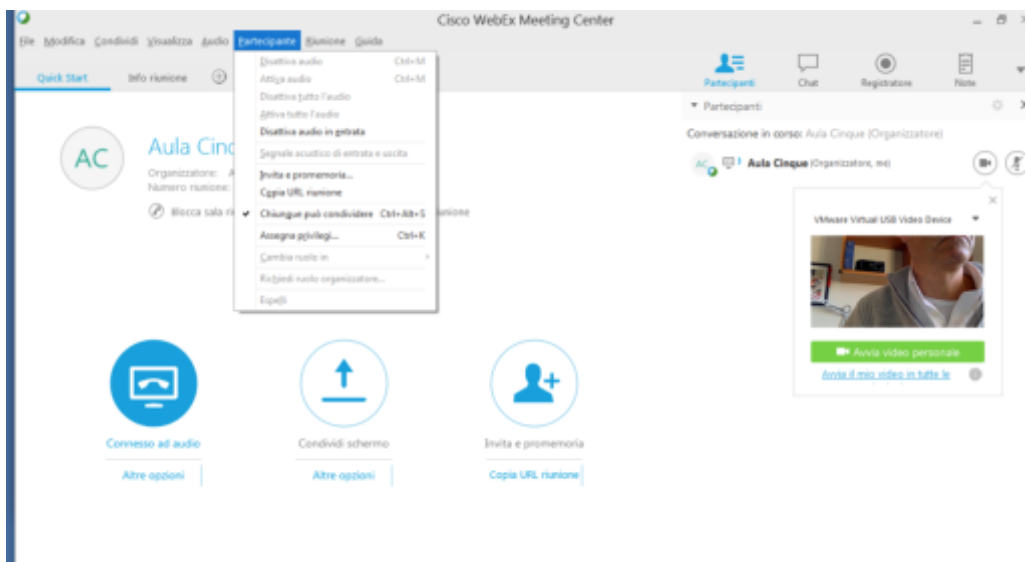 Cisco WebEx Meeting Center
File Modifica Condividi Visualizza Audio Partecipante Riunione Guida
Quick Start
Info riunione
Partecipanti
Chat
Registratore
Note
Disattiva audio Ctrl+M
Attiva audio Ctrl+M
Disattiva tutto l'audio
Attiva tutto l'audio
Disattiva audio in entrata
Segnale acustico di entrata e uscita
Invita e promemoria...
Copia URL riunione
Chiunque può condividere Ctrl+Alt+S
Assegna privilegi... Ctrl+K
Cambia ruolo in
Richiedi ruolo organizzatore...
Espelli
AC
Aula Cinq
Organizzatore: A
Numero riunione:
Blocca sala ri
unione
Connesso ad audio
Altre opzioni
Condividi schermo
Altre opzioni
Invita e promemoria
Copia URL riunione
Partecipanti
Conversazione in corso: Aula Cinque (Organizzatore)
AC
Aula Cinque (Organizzatore, me)
VMware Virtual USB Video Device
Avvia video personale
Avvia il mio video in tutte le